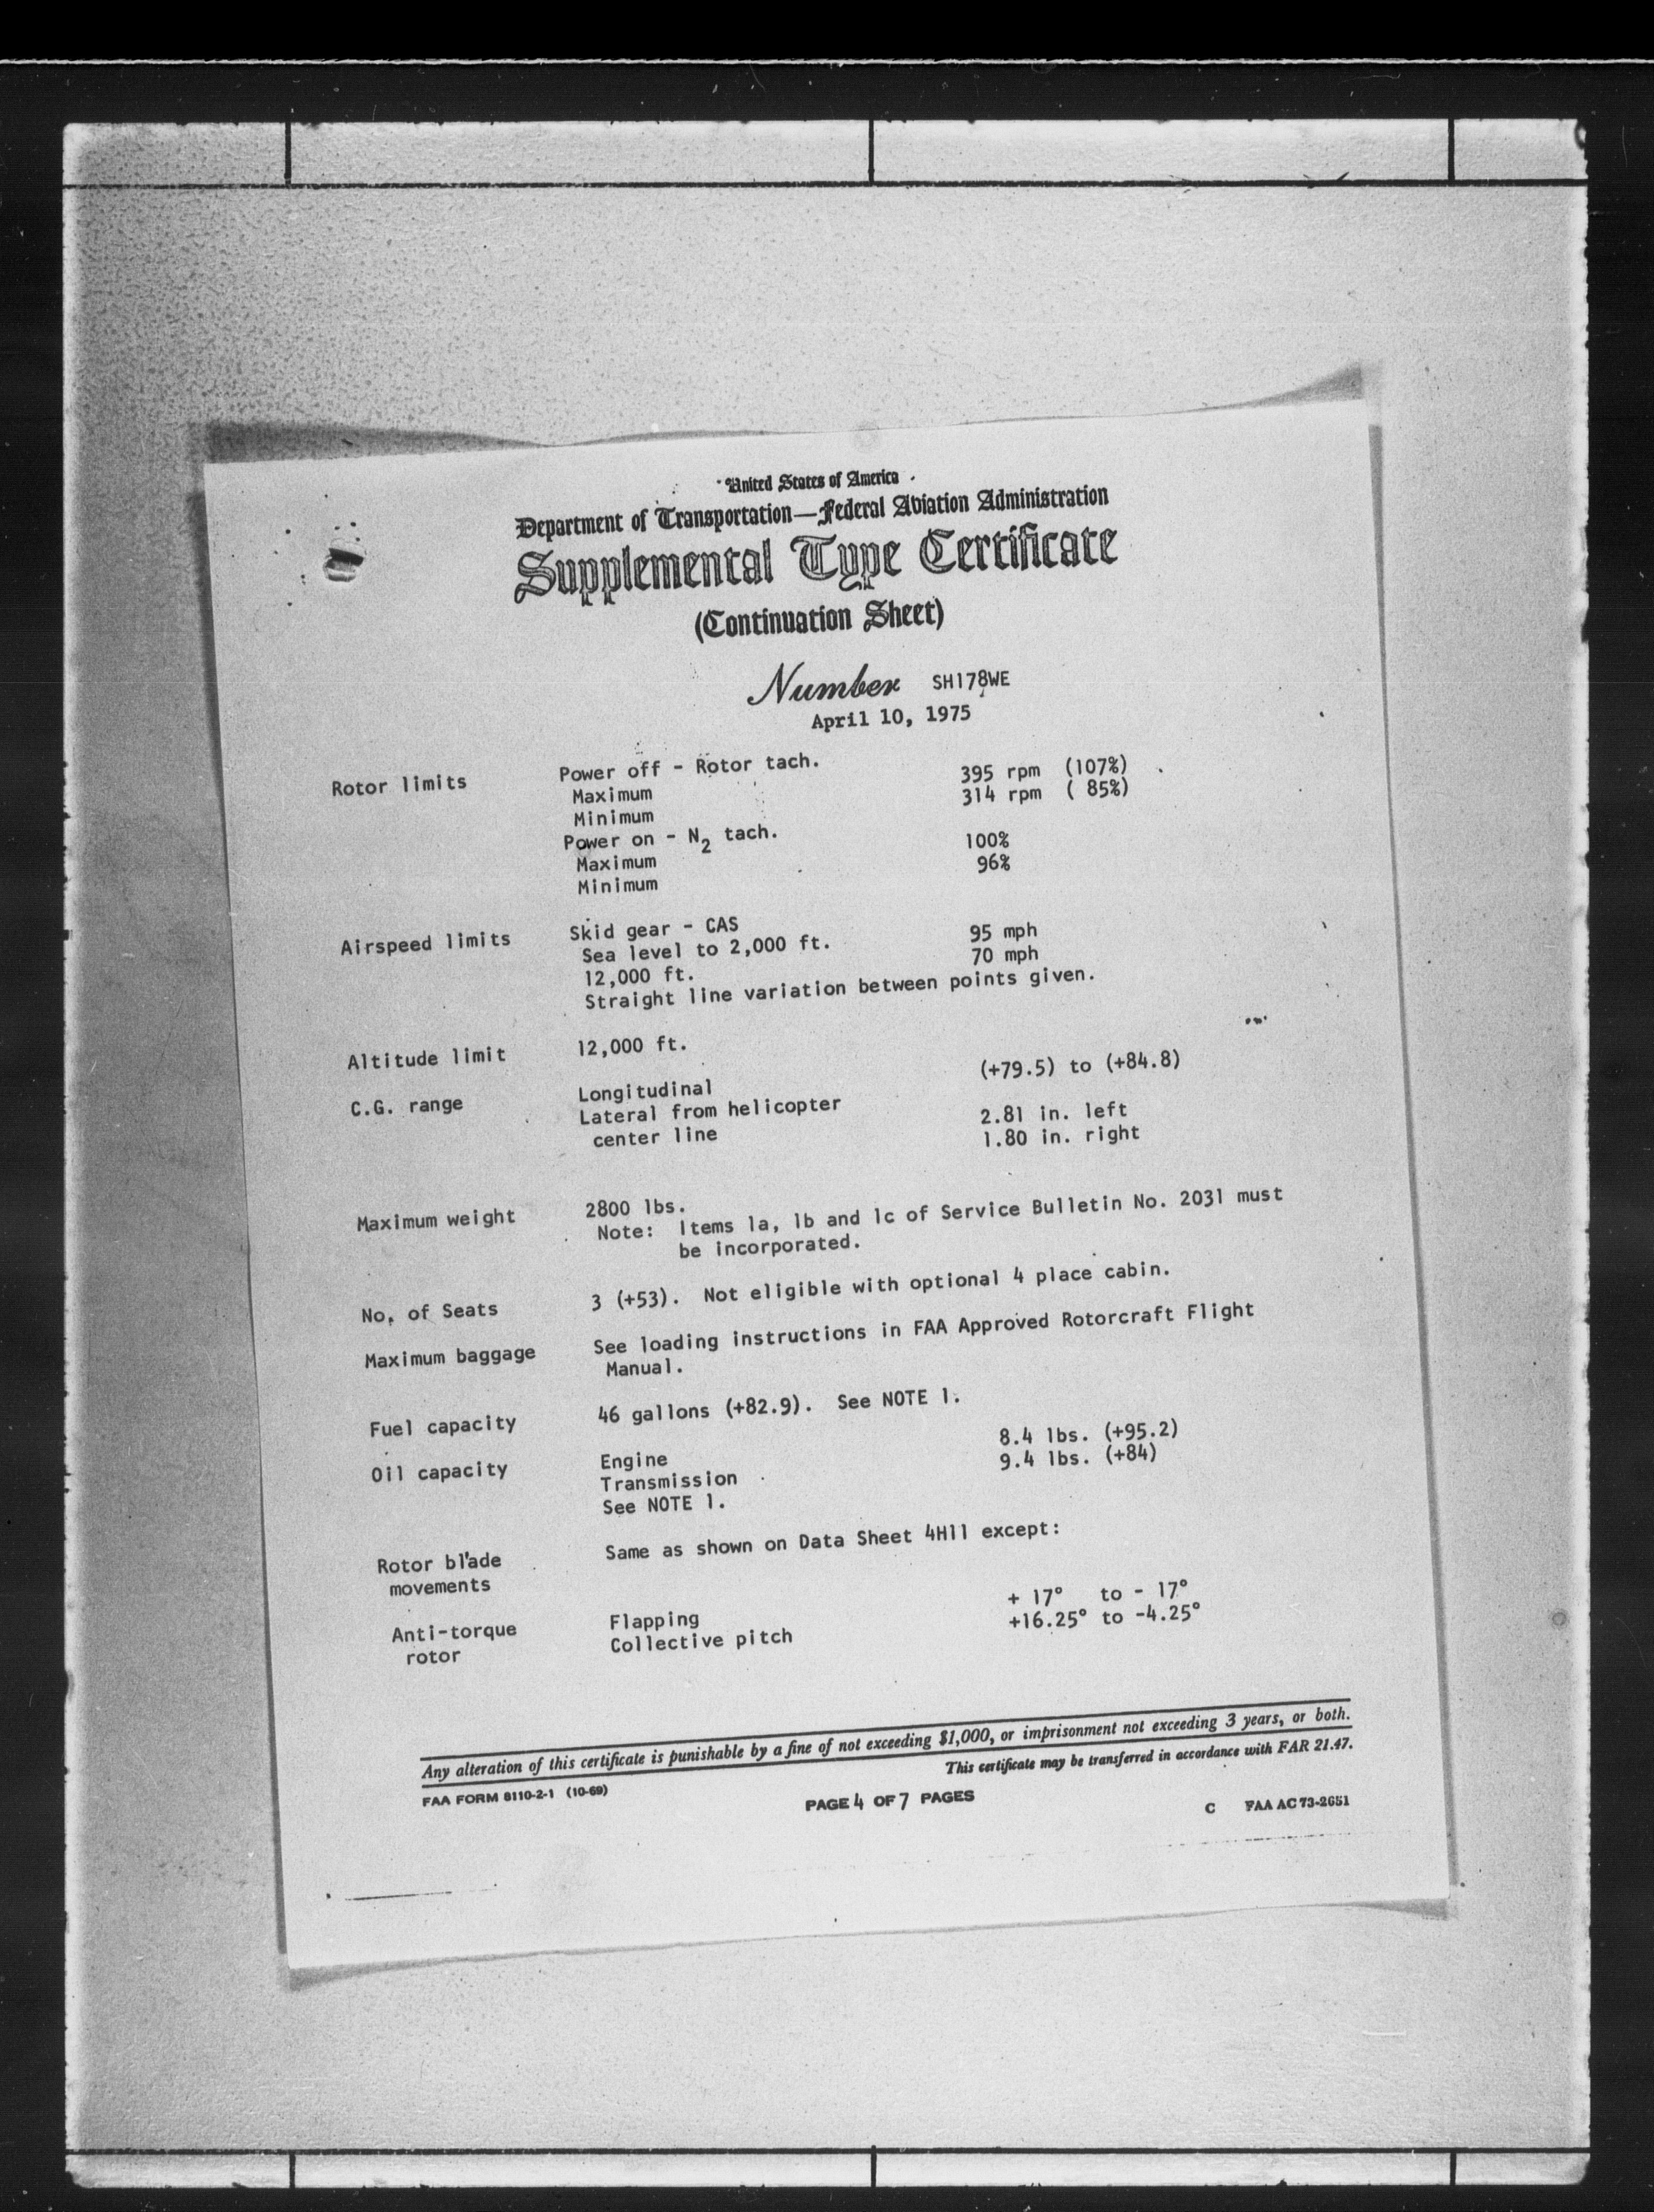 United States of America
Department of Transportation—Federal Aviation Administration
Supplemental Type Certificate
(Continuation Sheet)
Number SH178WE
April 10, 1975
Rotor limits Power off - Rotor tach.
Maximum 395 rpm (107%)
Minimum 314 rpm ( 85%)
Power on - N2 tach.
Maximum 100%
Minimum 96%
Airspeed limits Skid gear - CAS
Sea level to 2,000 ft. 95 mph
12,000 ft. 70 mph
Straight line variation between points given.
Altitude limit 12,000 ft.
C.G. range Longitudinal (+79.5) to (+84.8)
Lateral from helicopter 2.81 in. left
center line 1.80 in. right
Maximum weight 2800 lbs.
Note: Items 1a, 1b and 1c of Service Bulletin No. 2031 must
be incorporated.
No. of Seats 3 (+53). Not eligible with optional 4 place cabin.
Maximum baggage See loading instructions in FAA Approved Rotorcraft Flight
Manual.
Fuel capacity 46 gallons (+82.9). See NOTE 1.
Oil capacity Engine 8.4 lbs. (+95.2)
Transmission 9.4 lbs. (+84)
See NOTE 1.
Rotor blade Same as shown on Data Sheet 4H11 except:
movements
Anti-torque Flapping + 17° to - 17°
rotor Collective pitch +16.25° to -4.25°
Any alteration of this certificate is punishable by a fine of not exceeding $1,000, or imprisonment not exceeding 3 years, or both.
This certificate may be transferred in accordance with FAR 21.47.
FAA FORM 8110-2-1 (10-69) PAGE 4 OF 7 PAGES C FAA AC 73-2651